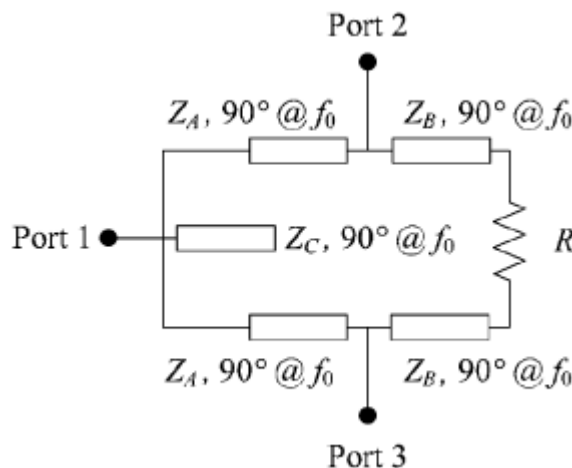 Port 2
Z_A, 90° @ f_0 Z_B, 90° @ f_0
Port 1 Z_C, 90° @ f_0 R
Z_A, 90° @ f_0 Z_B, 90° @ f_0
Port 3